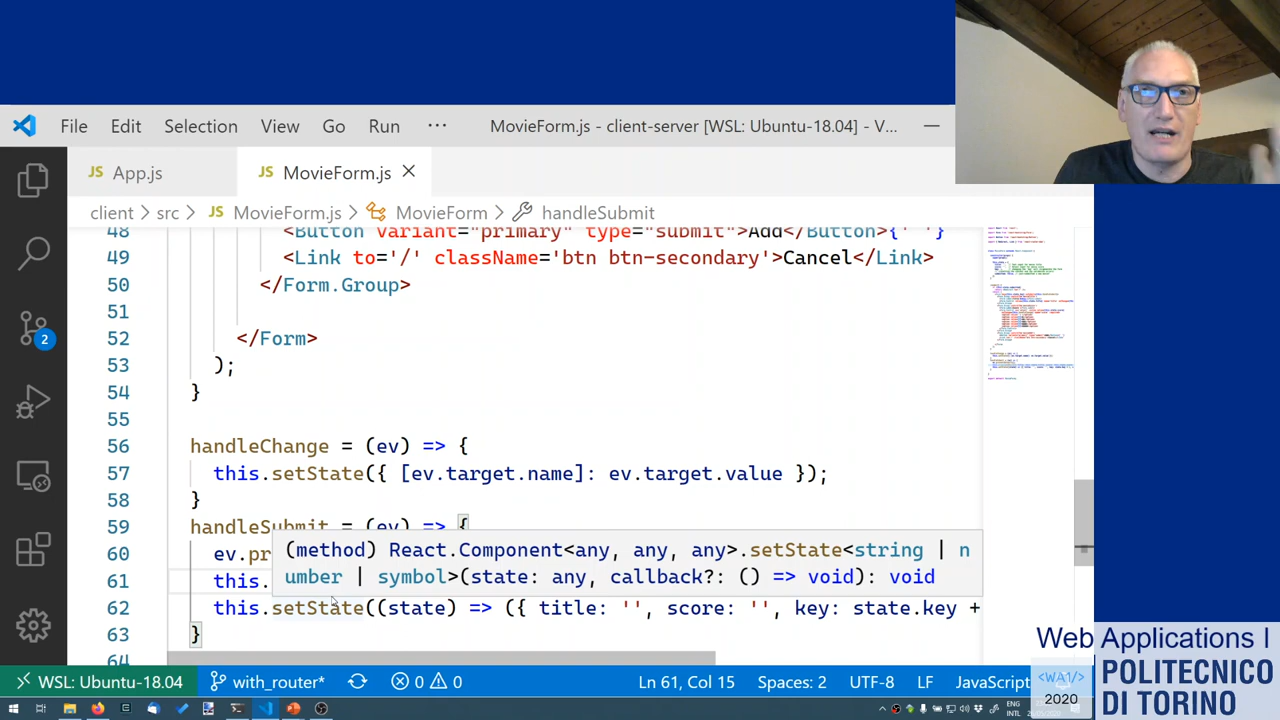 File Edit Selection View Go Run ··· MovieForm.js - client-server [WSL: Ubuntu-18.04] - V...
JS App.js JS MovieForm.js
client > src > JS MovieForm.js > MovieForm > handleSubmit
48 <Button variant="primary" type="submit">Add</Button>{' '}
49 <Link to='/' className='btn btn-secondary'>Cancel</Link>
50 </Form.Group>
51
52 </Form>
53 );
54 }
55
56 handleChange = (ev) => {
57 this.setState({ [ev.target.name]: ev.target.value });
58 }
59 handleSubmit = (ev) => {
(method) React.Component<any, any, any>.setState<string | n
umber | symbol>(state: any, callback?: () => void): void
60 ev.pr
61 this.
62 this.setState((state) => ({ title: '', score: '', key: state.key +
63 }
64
2
WSL: Ubuntu-18.04 with_router* 0 0 Ln 61, Col 15 Spaces: 2 UTF-8 LF JavaScript
Web Applications I
POLITECNICO
DI TORINO
<WA1/>
2020
ENG
INTL